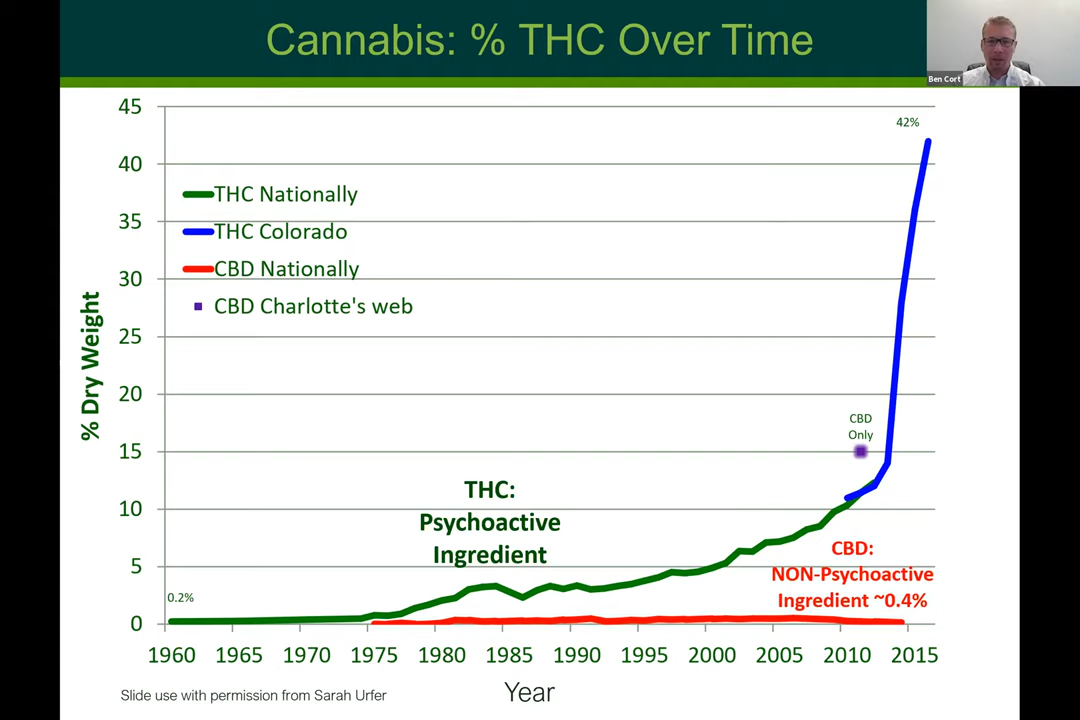 Cannabis: % THC Over Time
Ben Cort
45
40
35
30
25
20
15
10
5
0
% Dry Weight
THC Nationally
THC Colorado
CBD Nationally
CBD Charlotte's web
42%
CBD
Only
THC:
Psychoactive
Ingredient
CBD:
NON-Psychoactive
Ingredient ~0.4%
0.2%
1960 1965 1970 1975 1980 1985 1990 1995 2000 2005 2010 2015
Year
Slide use with permission from Sarah Urfer